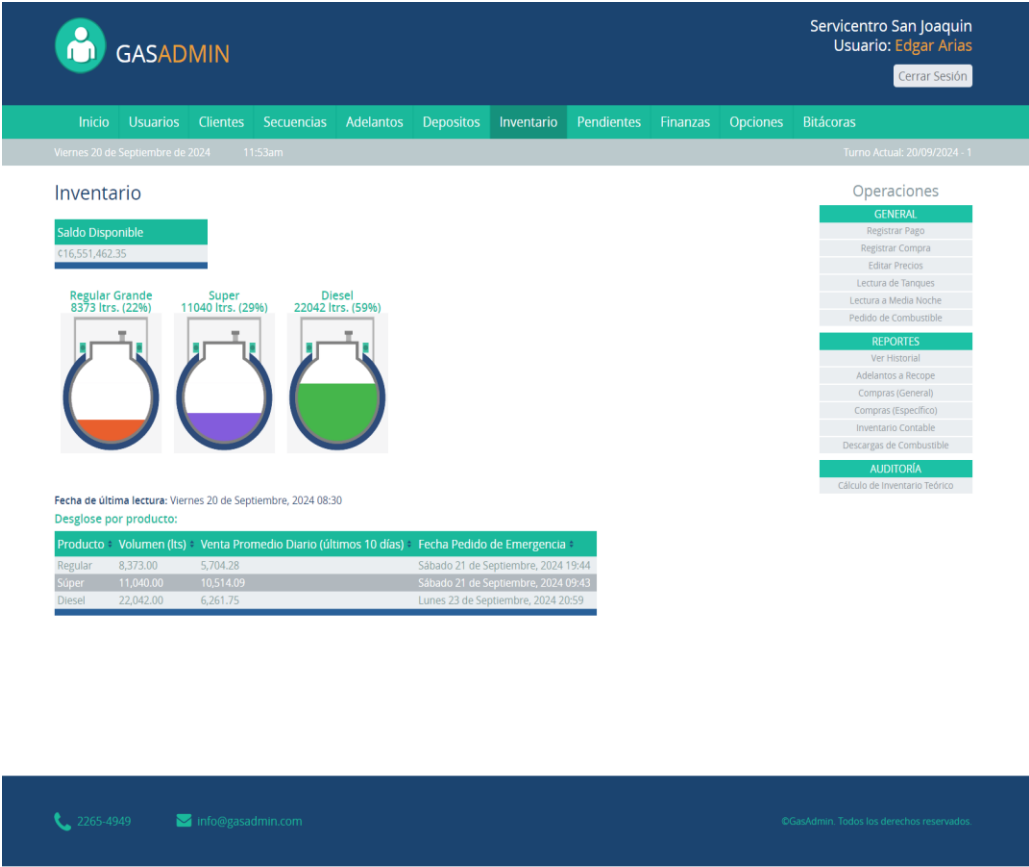 GASADMIN
Servicentro San Joaquin
Usuario: Edgar Arias
Cerrar Sesión
Inicio Usuarios Clientes Secuencias Adelantos Depositos Inventario Pendientes Finanzas Opciones Bitácoras
Viernes 20 de Septiembre de 2024 11:53am Turno Actual: 20/09/2024 - 1
Inventario
Saldo Disponible
¢16,551,462.35
Regular Grande
8373 ltrs. (22%)
Super
11040 ltrs. (29%)
Diesel
22042 ltrs. (59%)
Fecha de última lectura: Viernes 20 de Septiembre, 2024 08:30
Desglose por producto:
Producto Volumen (lts) Venta Promedio Diario (últimos 10 días) Fecha Pedido de Emergencia
Regular 8,373.00 5,704.28 Sábado 21 de Septiembre, 2024 19:44
Súper 11,040.00 10,514.09 Sábado 21 de Septiembre, 2024 09:43
Diesel 22,042.00 6,261.75 Lunes 23 de Septiembre, 2024 20:59
Operaciones
GENERAL
Registrar Pago
Registrar Compra
Editar Precios
Lectura de Tanques
Lectura a Media Noche
Pedido de Combustible
REPORTES
Ver Historial
Adelantos a Recope
Compras (General)
Compras (Específico)
Inventario Contable
Descargas de Combustible
AUDITORÍA
Cálculo de Inventario Teórico
2265-4949 info@gasadmin.com ©GasAdmin. Todos los derechos reservados.